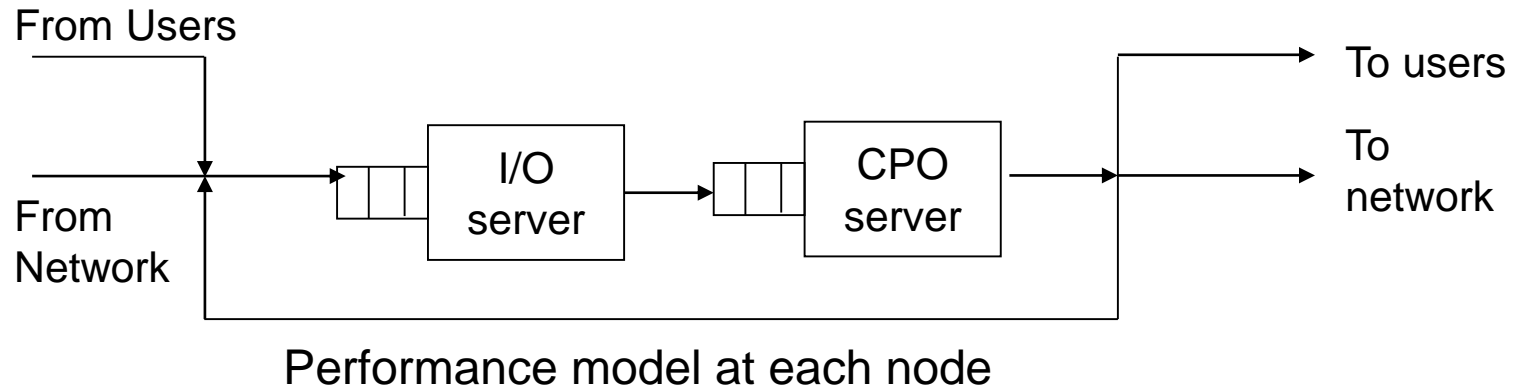 From Users
To users
I/O
server
CPO
server
To
network
From
Network
Performance model at each node